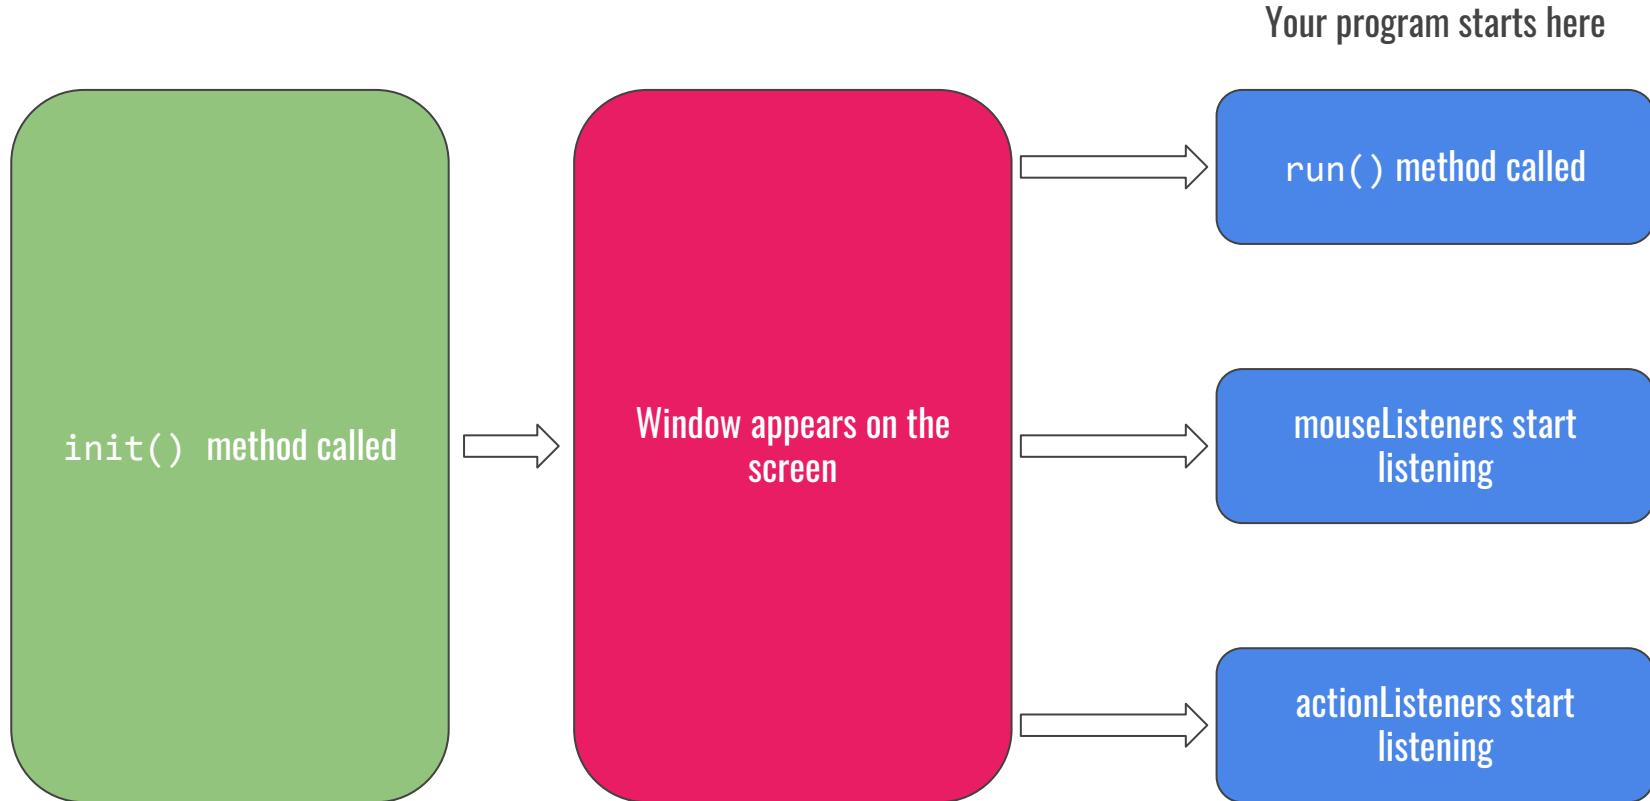 Your program starts here
init() method called
Window appears on the
screen
run() method called
mouseListeners start
listening
actionListeners start
listening